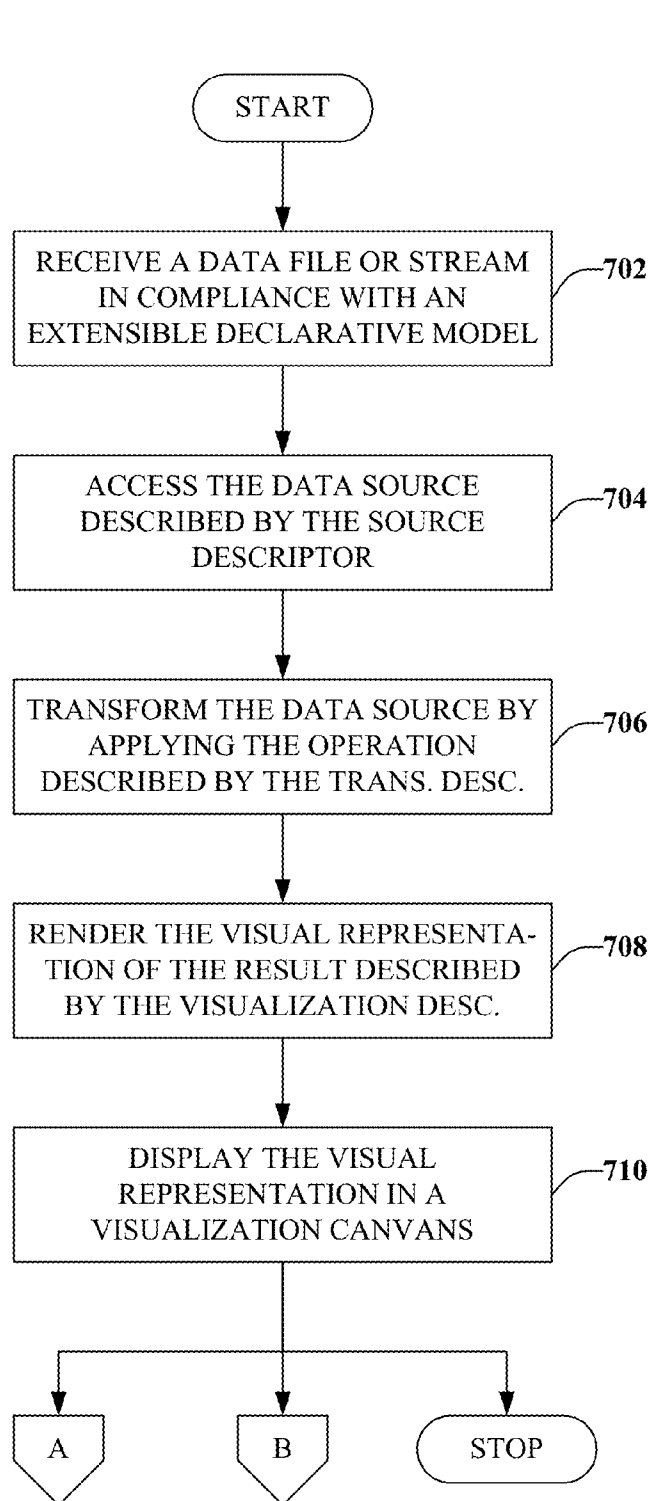 START
RECEIVE A DATA FILE OR STREAM
IN COMPLIANCE WITH AN
EXTENSIBLE DECLARATIVE MODEL
702
ACCESS THE DATA SOURCE
DESCRIBED BY THE SOURCE
DESCRIPTOR
704
TRANSFORM THE DATA SOURCE BY
APPLYING THE OPERATION
DESCRIBED BY THE TRANS. DESC.
706
RENDER THE VISUAL REPRESENTA-
TION OF THE RESULT DESCRIBED
BY THE VISUALIZATION DESC.
708
DISPLAY THE VISUAL
REPRESENTATION IN A
VISUALIZATION CANVANS
710
A
B
STOP